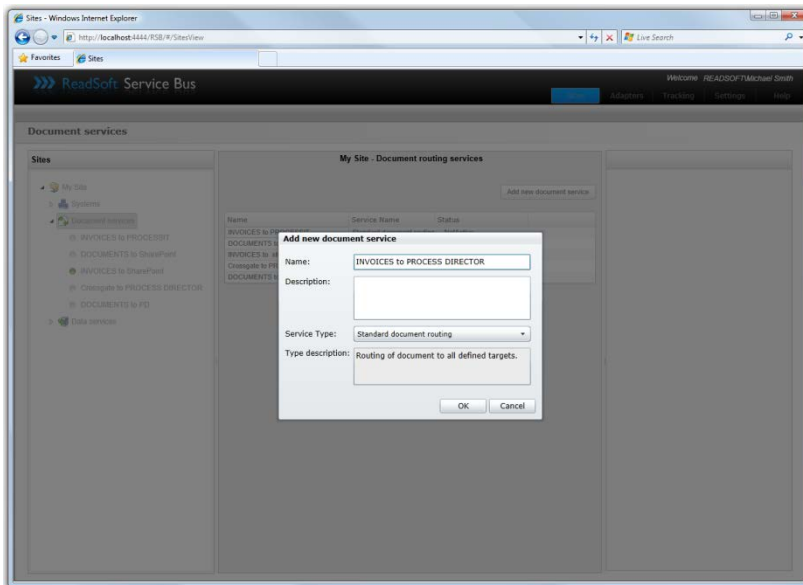 Sites - Windows Internet Explorer
http://localhost:4444/RSB/#/SitesView
Live Search
Favorites
Sites
ReadSoft Service Bus
Welcome READSOFT\Michael Smith
Adapters
Tracking
Settings
Help
Document services
Sites
My Site - Document routing services
My Site
Systems
Document services
INVOICES to PROCESSIT
DOCUMENTS to SharePoint
INVOICES to SharePoint
Crossgate to PROCESS DIRECTOR
DOCUMENTS to PD
Data services
Add new document service
Name
Service Name
Status
Add new document service
Name:
INVOICES to PROCESS DIRECTOR
Description:
Service Type:
Standard document routing
Type description:
Routing of document to all defined targets.
OK
Cancel